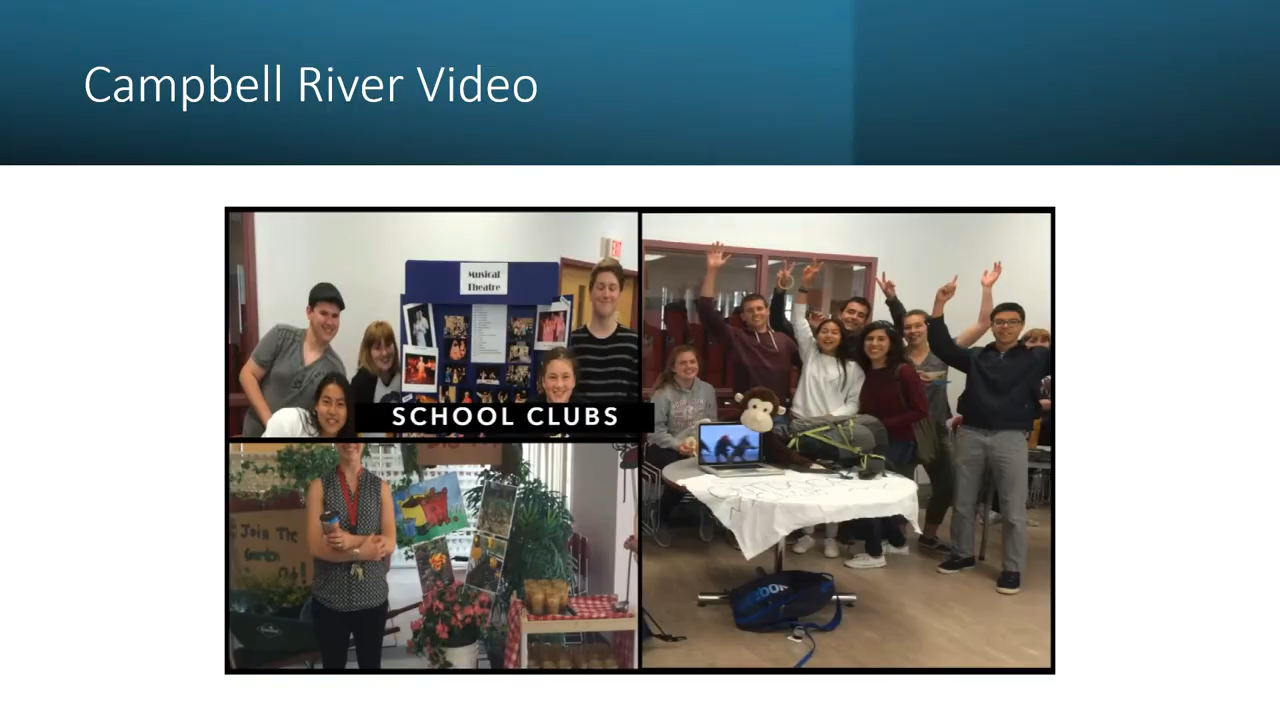 Campbell River Video
Musical
Theatre
SCHOOL CLUBS
Join The
Garden